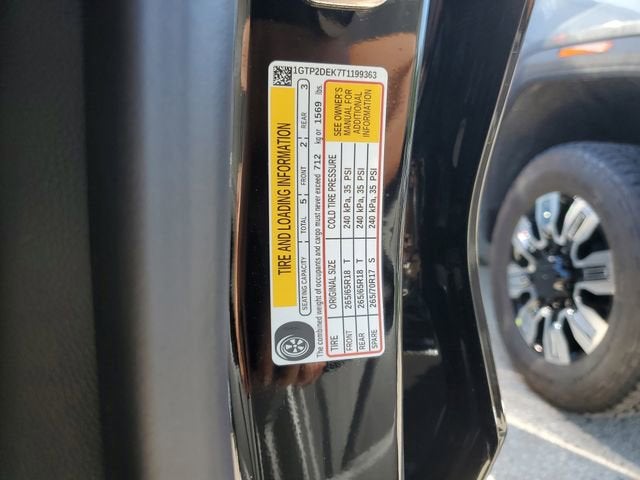 1GTP2DEK7T1199363
TIRE AND LOADING INFORMATION
SEATING CAPACITY TOTAL 5 FRONT 2 REAR 3
The combined weight of occupants and cargo must never exceed 712 kg or 1569 lbs.
TIRE ORIGINAL SIZE COLD TIRE PRESSURE
FRONT 265/65R18 T 240 kPa, 35 PSI
REAR 265/65R18 T 240 kPa, 35 PSI
SPARE 265/70R17 S 240 kPa, 35 PSI
SEE OWNER'S
MANUAL FOR
ADDITIONAL
INFORMATION